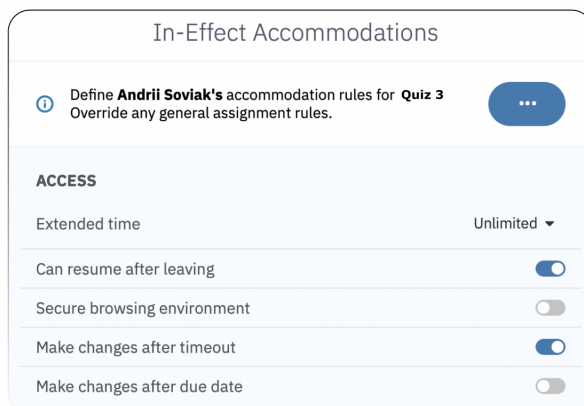 In-Effect Accommodations
Define Andrii Soviak's accommodation rules for Quiz 3
Override any general assignment rules.
ACCESS
Extended time Unlimited
Can resume after leaving
Secure browsing environment
Make changes after timeout
Make changes after due date